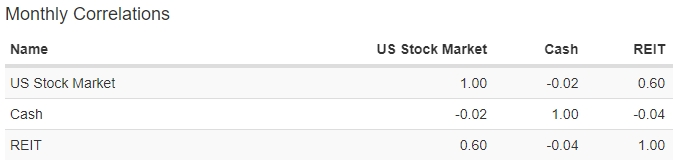 Monthly Correlations
Name US Stock Market Cash REIT
US Stock Market 1.00 -0.02 0.60
Cash -0.02 1.00 -0.04
REIT 0.60 -0.04 1.00